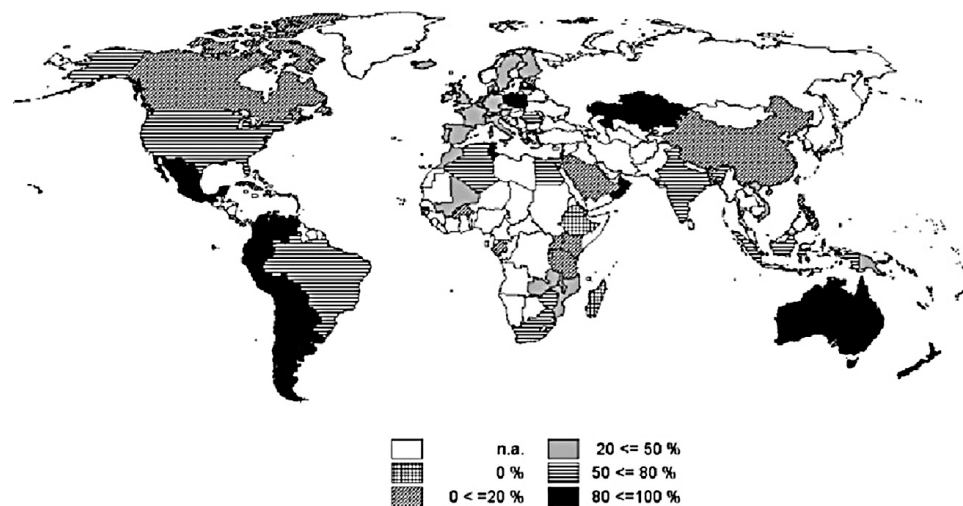 n.a.
0 %
0 < =20 %
20 <= 50 %
50 <= 80 %
80 <=100 %